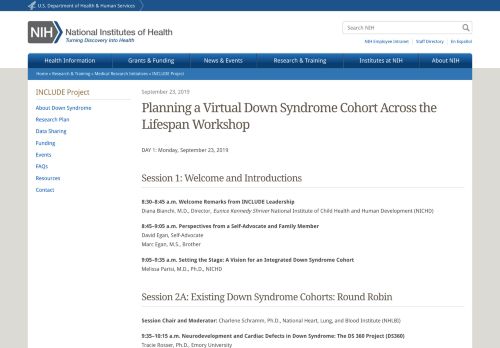 U.S. Department of Health & Human Services
NIH National Institutes of Health
Turning Discovery Into Health
Search NIH
NIH Employee Intranet | Staff Directory | En Español
Health Information Grants & Funding News & Events Research & Training Institutes at NIH About NIH
Home » Research & Training » Medical Research Initiatives » INCLUDE Project
INCLUDE Project
About Down Syndrome
Research Plan
Data Sharing
Funding
Events
FAQs
Resources
Contact
September 23, 2019
Planning a Virtual Down Syndrome Cohort Across the
Lifespan Workshop
DAY 1: Monday, September 23, 2019
Session 1: Welcome and Introductions
8:30–8:45 a.m. Welcome Remarks from INCLUDE Leadership
Diana Bianchi, M.D., Director, Eunice Kennedy Shriver National Institute of Child Health and Human Development (NICHD)
8:45–9:05 a.m. Perspectives from a Self-Advocate and Family Member
David Egan, Self-Advocate
Marc Egan, M.S., Brother
9:05–9:35 a.m. Setting the Stage: A Vision for an Integrated Down Syndrome Cohort
Melissa Parisi, M.D., Ph.D., NICHD
Session 2A: Existing Down Syndrome Cohorts: Round Robin
Session Chair and Moderator: Charlene Schramm, Ph.D., National Heart, Lung, and Blood Institute (NHLBI)
9:35–10:15 a.m. Neurodevelopment and Cardiac Defects in Down Syndrome: The DS 360 Project (DS360)
Tracie Rosser, Ph.D., Emory University